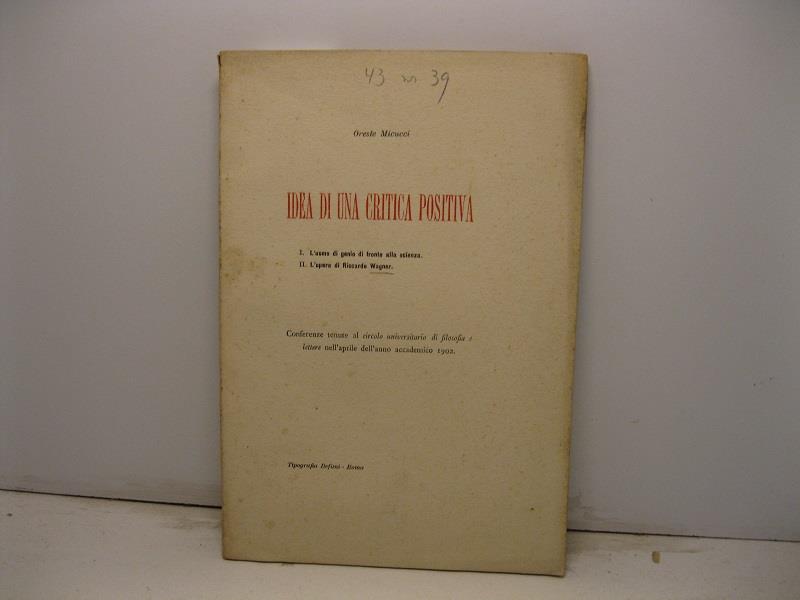 43 39
Oreste Micucci
IDEA DI UNA CRITICA POSITIVA
I. L'uomo di genio di fronte alla scienza.
II. L'opera di Riccardo Wagner.
Conferenze tenute al circolo universitario di filosofia e
lettere nell'aprile dell'anno accademico 1902.
Tipografia Befani - Roma